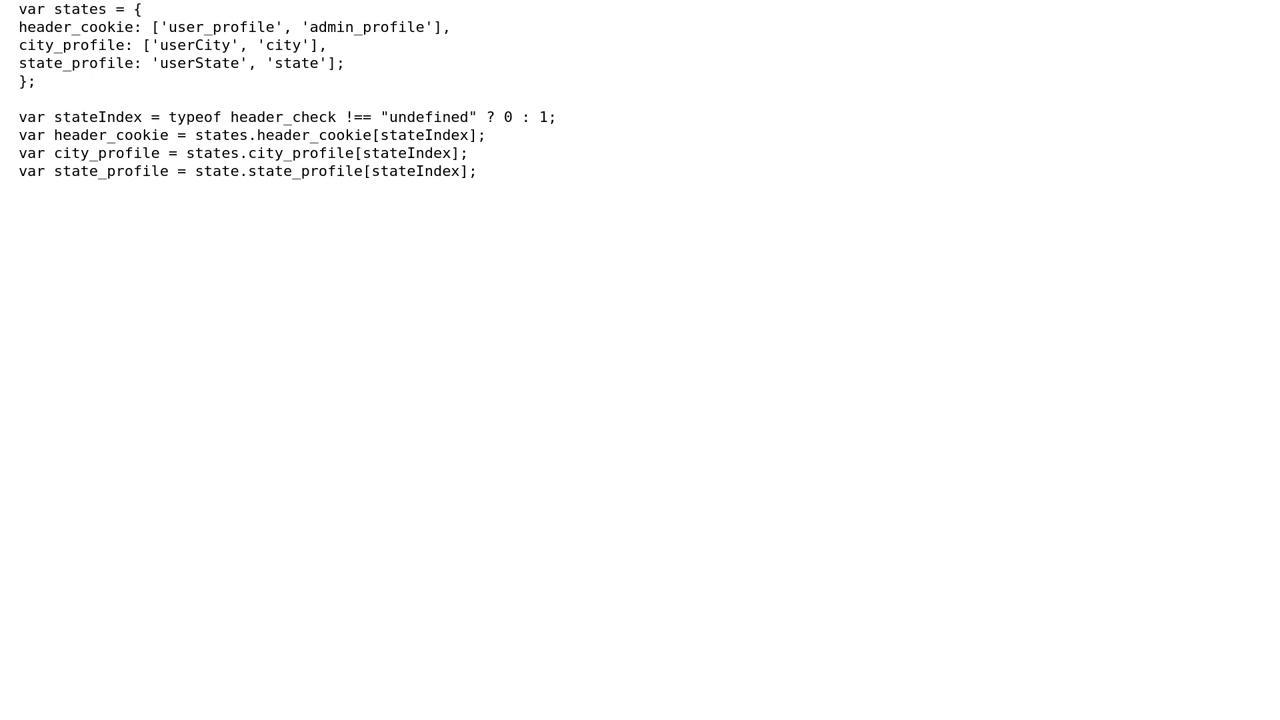 var states = {
header_cookie: ['user_profile', 'admin_profile'],
city_profile: ['userCity', 'city'],
state_profile: 'userState', 'state'];
};

var stateIndex = typeof header_check !== "undefined" ? 0 : 1;
var header_cookie = states.header_cookie[stateIndex];
var city_profile = states.city_profile[stateIndex];
var state_profile = state.state_profile[stateIndex];